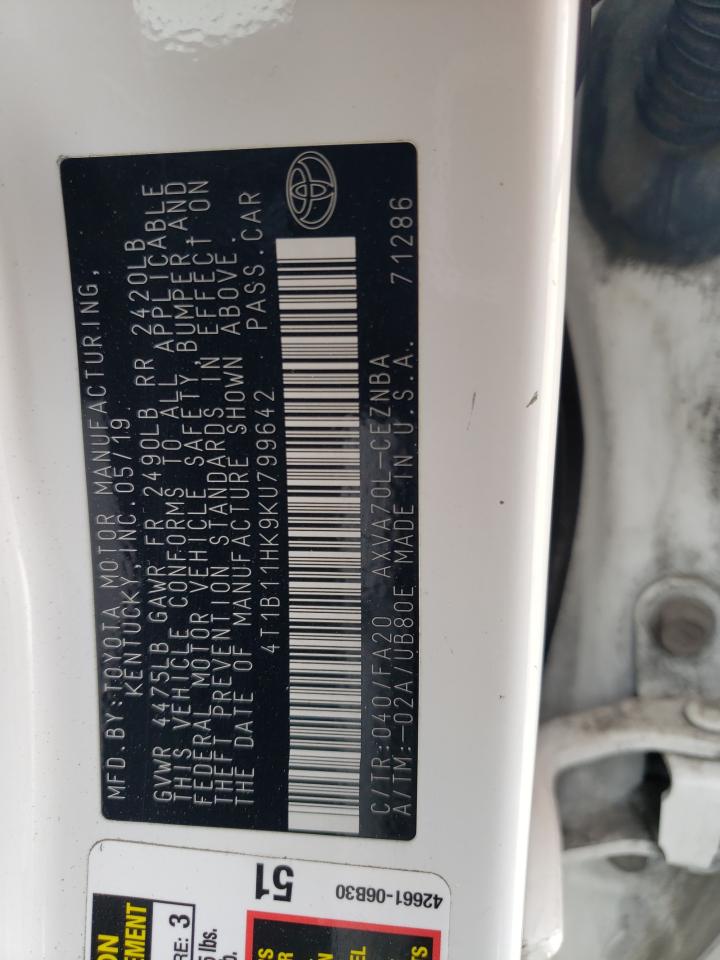 MFD.BY:TOYOTA MOTOR MANUFACTURING,
KENTUCKY,INC.05/19
GVWR 4475LB GAWR FR 2490LB RR 2420LB
THIS VEHICLE CONFORMS TO ALL APPLICABLE
FEDERAL MOTOR VEHICLE SAFETY,BUMPER,AND
THEFT PREVENTION STANDARDS IN EFFECT ON
THE DATE OF MANUFACTURE SHOWN ABOVE.
4T1B11HK9KU799642 PASS.CAR
C/TR:040/FA20 AXVA70L-CEZNBA
A/TM:-02A/UB80E MADE IN U.S.A. 71286
51
42661-06B30
3
lbs.